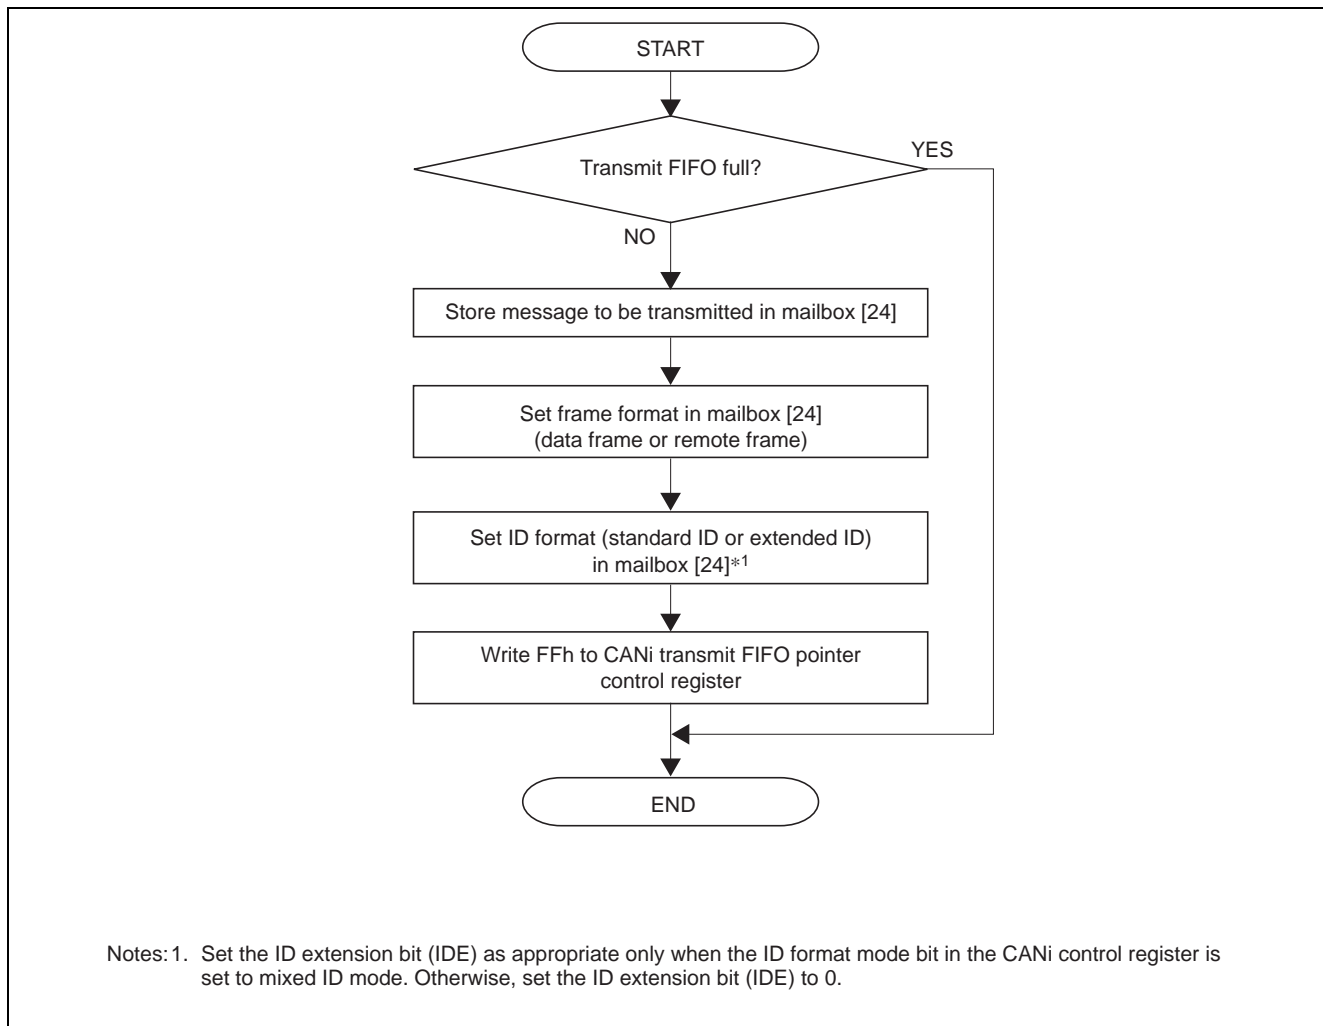 START
Transmit FIFO full?
YES
NO
Store message to be transmitted in mailbox [24]
Set frame format in mailbox [24]
(data frame or remote frame)
Set ID format (standard ID or extended ID)
in mailbox [24]*1
Write FFh to CANi transmit FIFO pointer
control register
END
Notes: 1. Set the ID extension bit (IDE) as appropriate only when the ID format mode bit in the CANi control register is
set to mixed ID mode. Otherwise, set the ID extension bit (IDE) to 0.